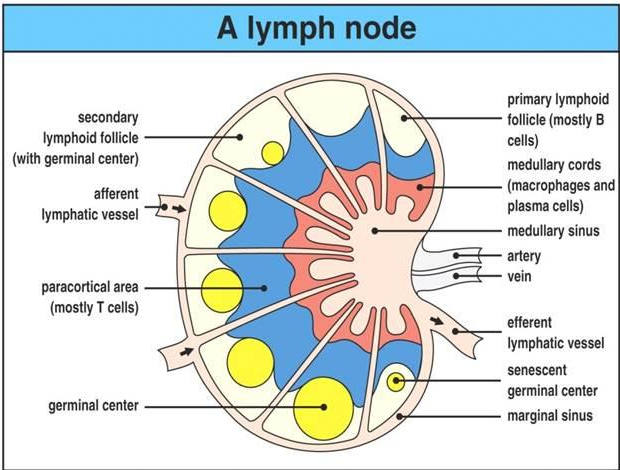 A lymph node
secondary
lymphoid follicle
(with germinal center)
afferent
lymphatic vessel
paracortical area
(mostly T cells)
germinal center
primary lymphoid
follicle (mostly B
cells)
medullary cords
(macrophages and
plasma cells)
medullary sinus
artery
vein
efferent
lymphatic vessel
senescent
germinal center
marginal sinus